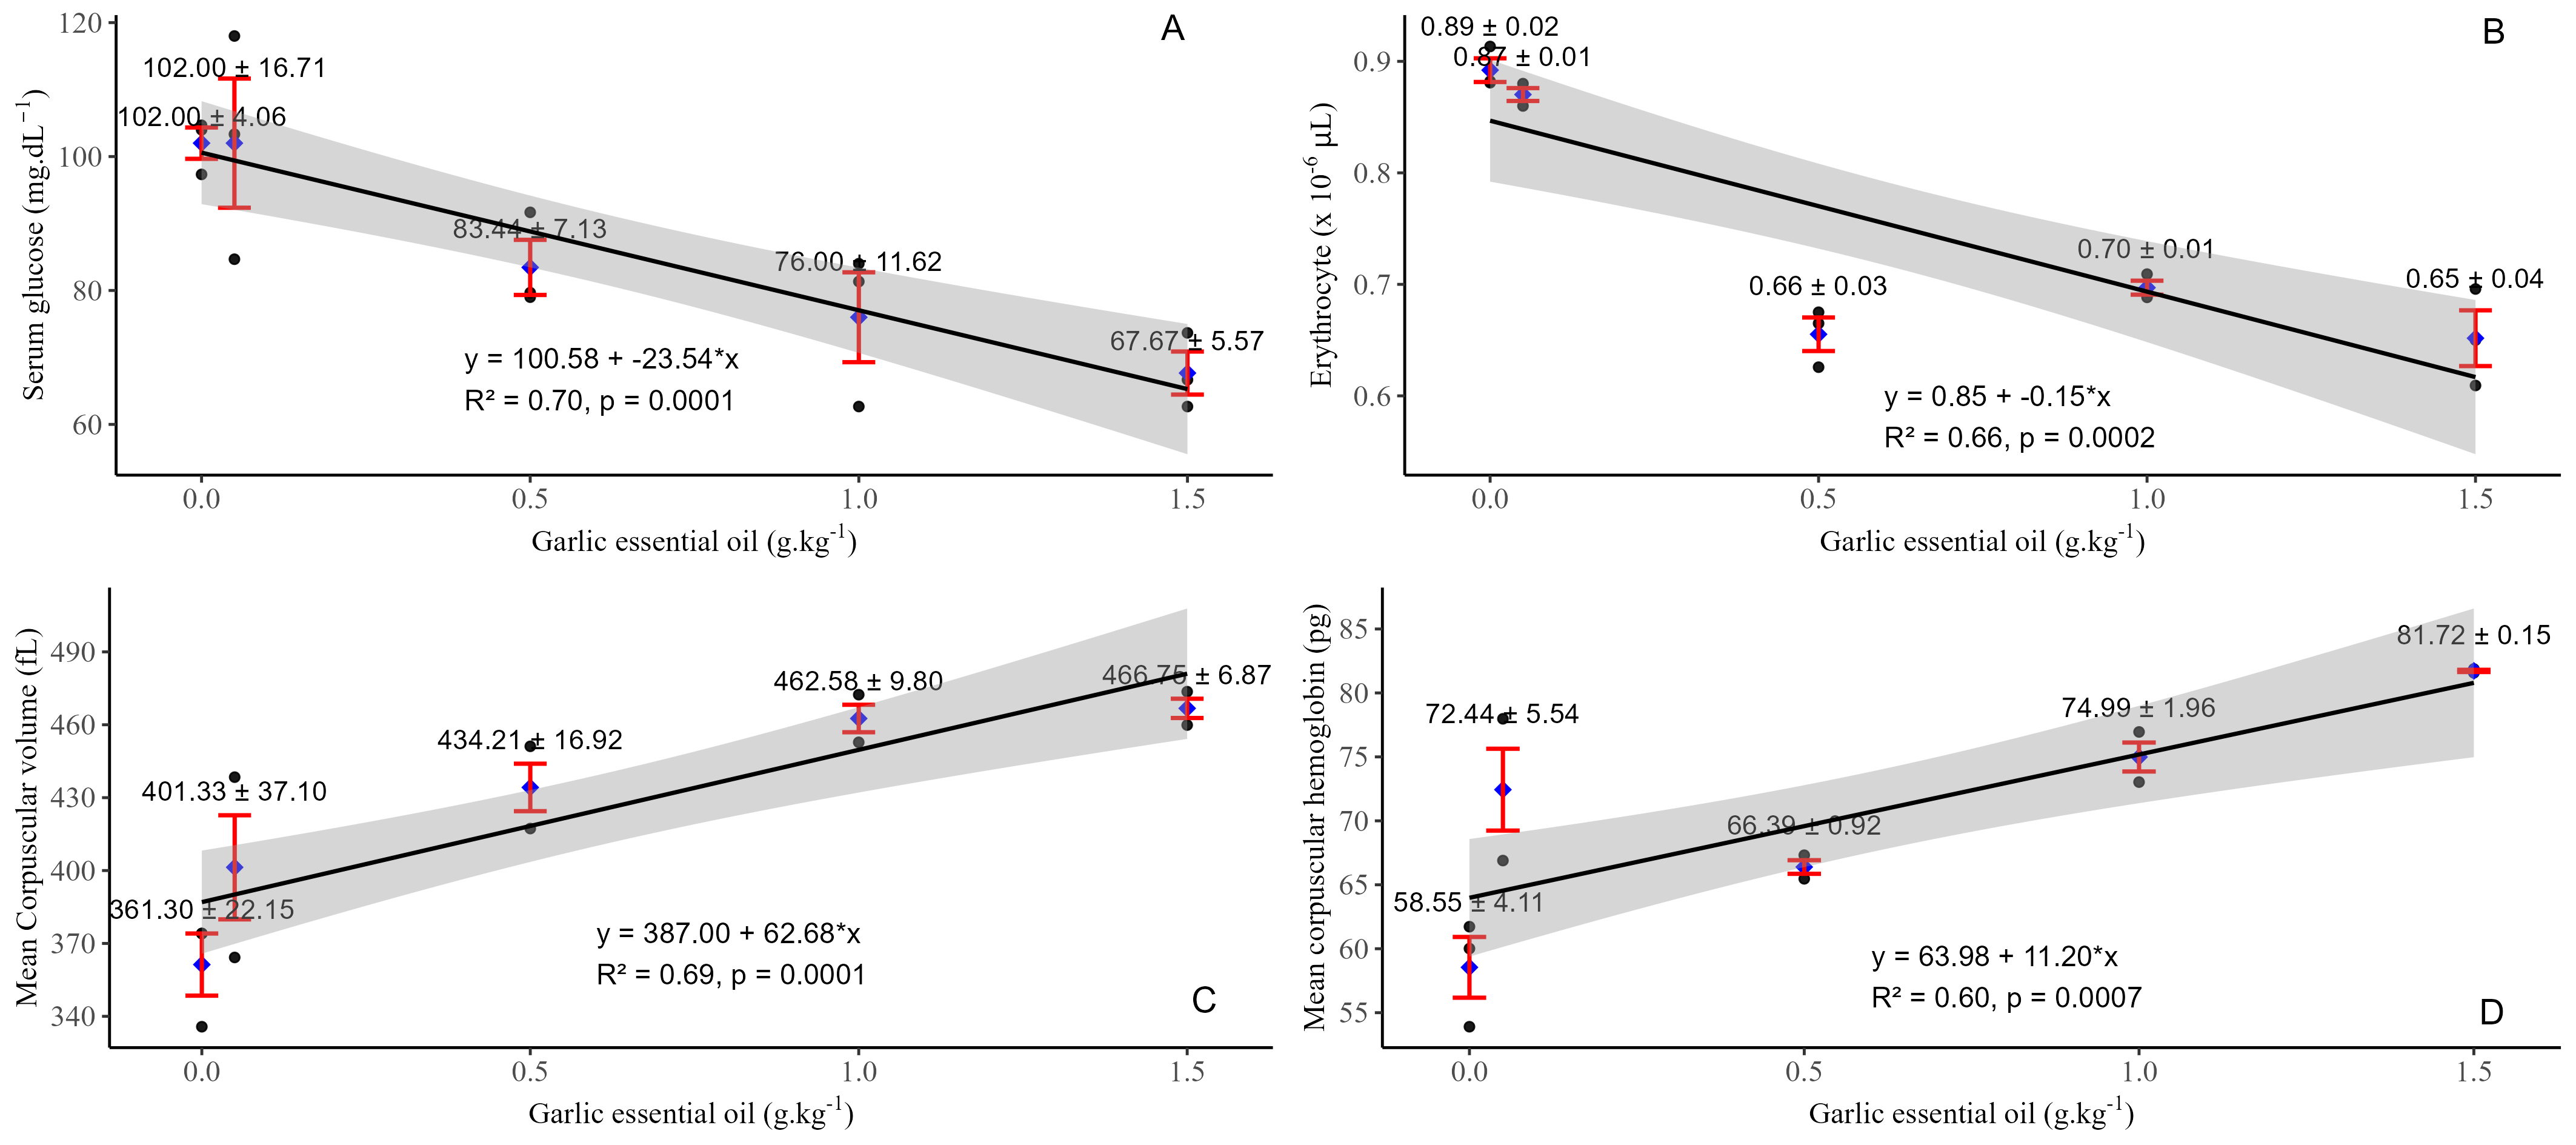 A
120
100
80
60
Serum glucose (mg.dL⁻¹)
102.00 ± 16.71
102.00 ± 4.06
83.44 ± 7.13
76.00 ± 11.62
67.67 ± 5.57
y = 100.58 + -23.54*x
R² = 0.70, p = 0.0001
0.0 0.5 1.0 1.5
Garlic essential oil (g.kg⁻¹)
B
0.9
0.8
0.7
0.6
Erythrocyte (x 10⁻⁶ µL)
0.89 ± 0.02
0.87 ± 0.01
0.66 ± 0.03
0.70 ± 0.01
0.65 ± 0.04
y = 0.85 + -0.15*x
R² = 0.66, p = 0.0002
0.0 0.5 1.0 1.5
Garlic essential oil (g.kg⁻¹)
490
460
430
400
370
340
Mean Corpuscular volume (fL)
466.75 ± 6.87
462.58 ± 9.80
434.21 ± 16.92
401.33 ± 37.10
361.30 ± 22.15
y = 387.00 + 62.68*x
R² = 0.69, p = 0.0001
C
0.0 0.5 1.0 1.5
Garlic essential oil (g.kg⁻¹)
85
80
75
70
65
60
55
Mean corpuscular hemoglobin (pg)
81.72 ± 0.15
72.44 ± 5.54
74.99 ± 1.96
66.39 ± 0.92
58.55 ± 4.11
y = 63.98 + 11.20*x
R² = 0.60, p = 0.0007
D
0.0 0.5 1.0 1.5
Garlic essential oil (g.kg⁻¹)